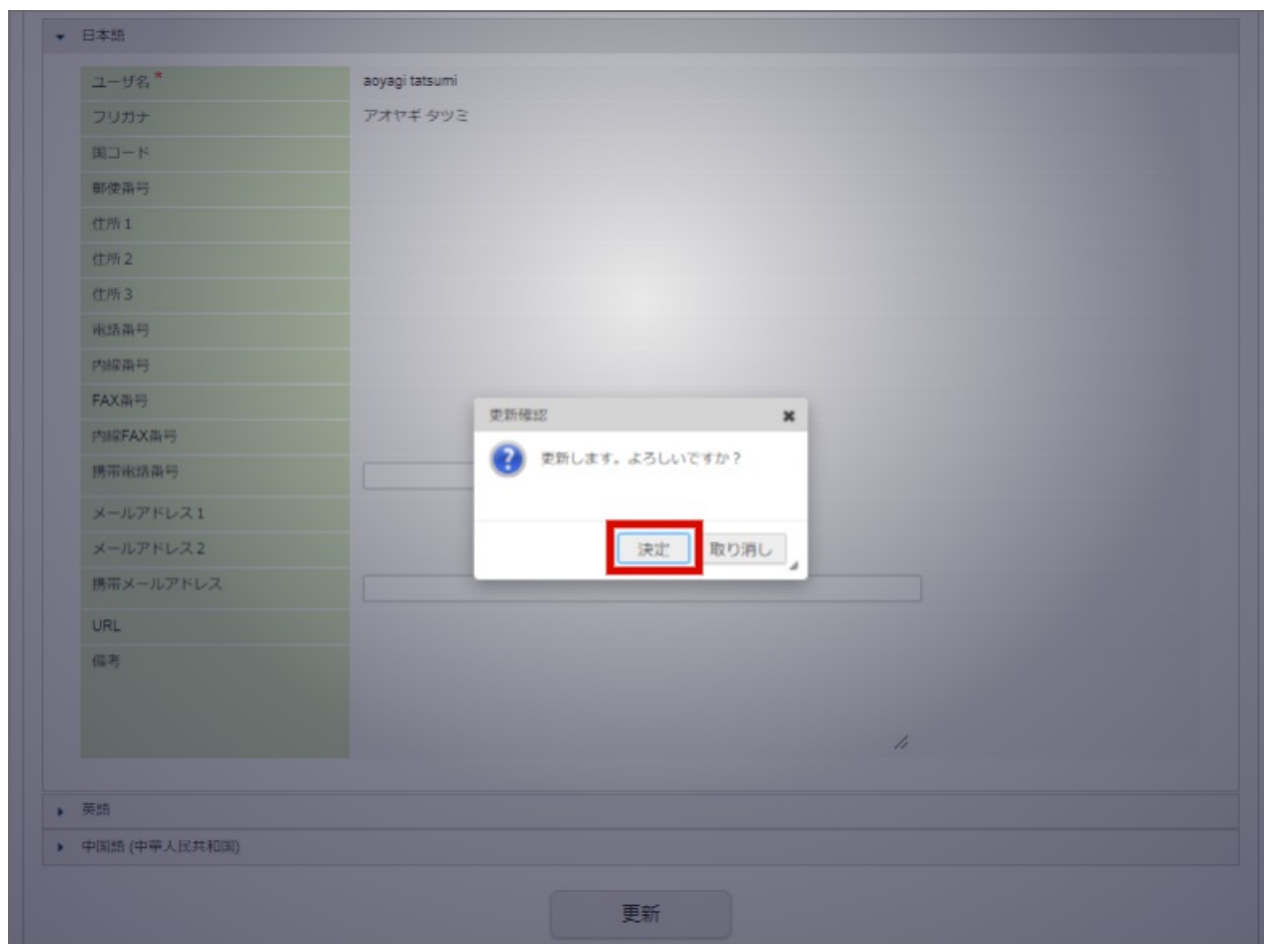 日本語
ユーザ名 * aoyagi tatsumi
フリガナ アオヤギ タツミ
国コード
郵便番号
住所 1
住所 2
住所 3
電話番号
内線番号
FAX番号
内線FAX番号
携帯電話番号
メールアドレス 1
メールアドレス 2
携帯メールアドレス
URL
備考
更新確認
更新します。よろしいですか？
決定 取り消し
英語
中国語 (中華人民共和国)
更新